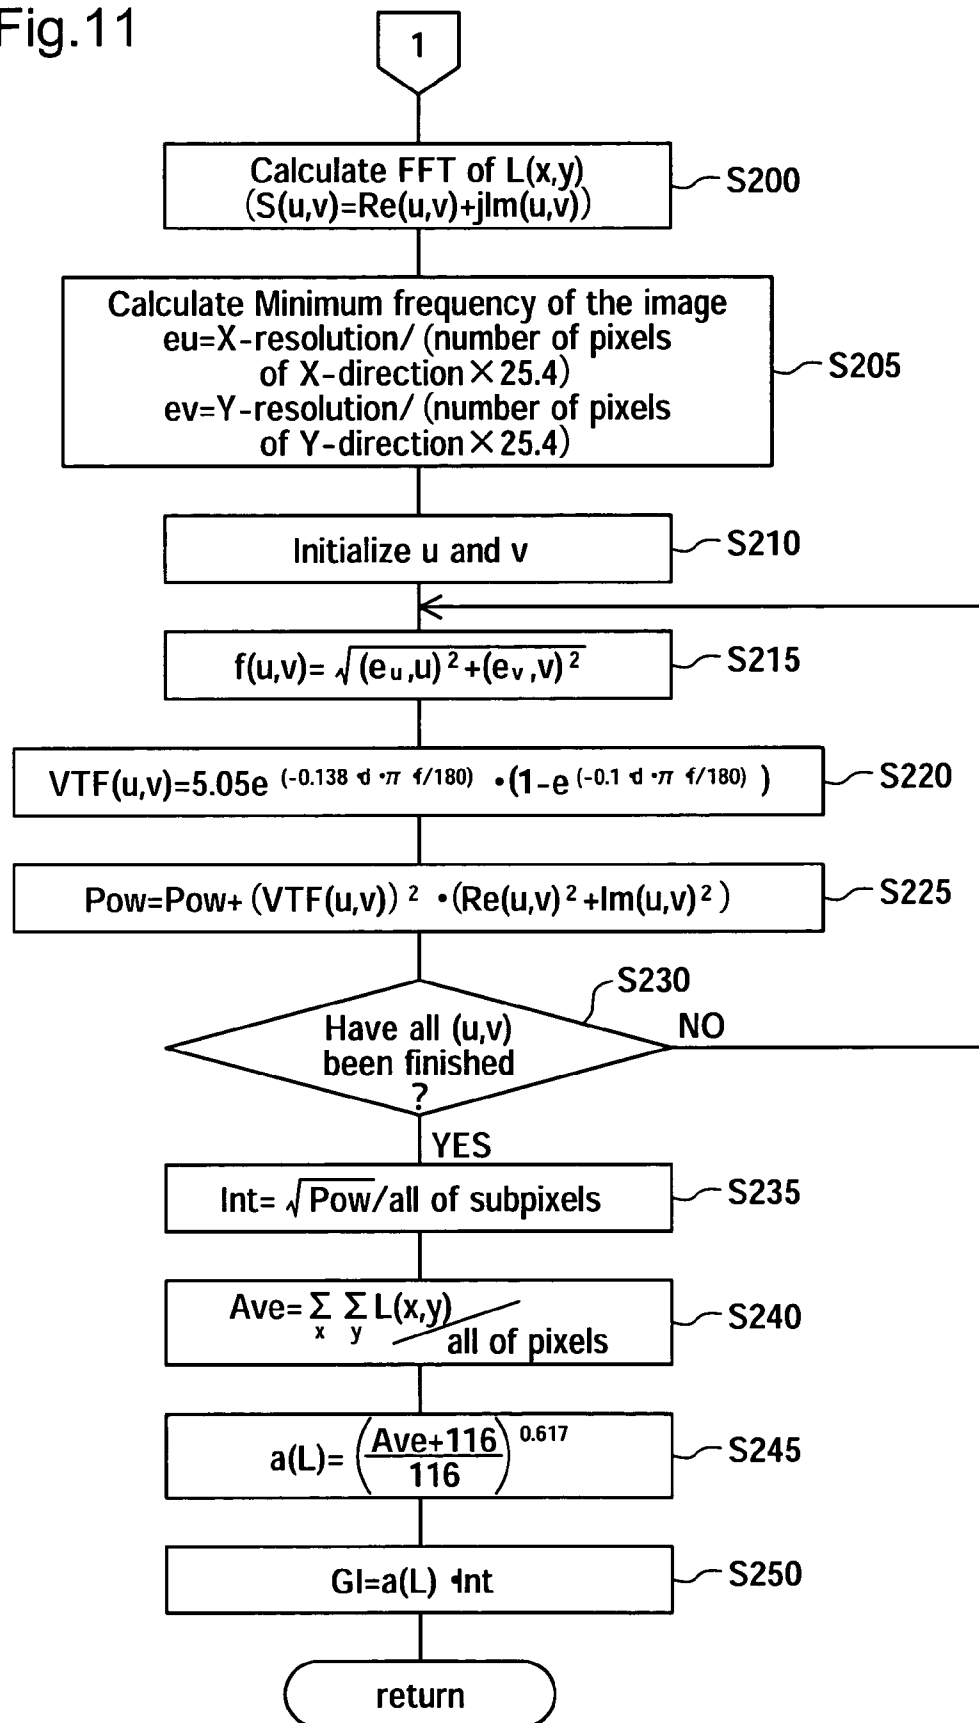 Fig.11
1
Calculate FFT of L(x,y)
(S(u,v)=Re(u,v)+jIm(u,v))
S200
Calculate Minimum frequency of the image
eu=X-resolution/(number of pixels
of X-direction×25.4)
ev=Y-resolution/(number of pixels
of Y-direction×25.4)
S205
Initialize u and v
S210
f(u,v)=√(e_u,u)²+(e_v,v)²
S215
VTF(u,v)=5.05e^(-0.138·d·π f/180)·(1-e^(-0.1·d·π f/180))
S220
Pow=Pow+(VTF(u,v))²·(Re(u,v)²+Im(u,v)²)
S225
S230
Have all (u,v)
been finished
?
NO
YES
Int=√Pow/all of subpixels
S235
Ave=Σ_x Σ_y L(x,y)/all of pixels
S240
a(L)=((Ave+116)/116)^0.617
S245
GI=a(L)·Int
S250
return